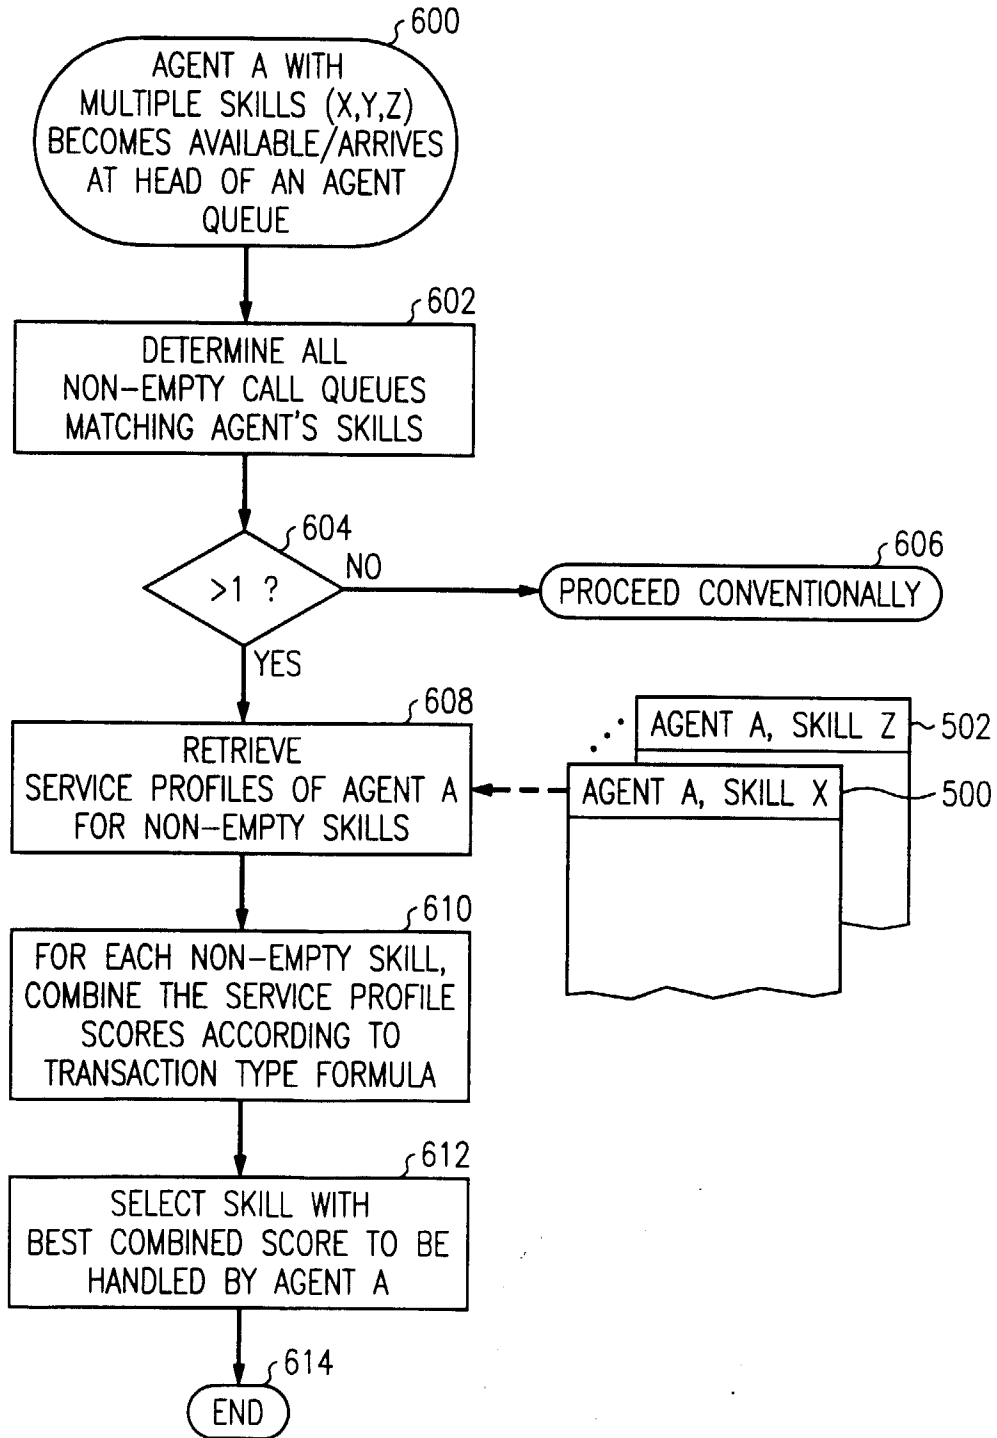 600
AGENT A WITH
MULTIPLE SKILLS (X,Y,Z)
BECOMES AVAILABLE/ARRIVES
AT HEAD OF AN AGENT
QUEUE
602
DETERMINE ALL
NON-EMPTY CALL QUEUES
MATCHING AGENT'S SKILLS
604
>1 ?
NO
606
PROCEED CONVENTIONALLY
YES
608
RETRIEVE
SERVICE PROFILES OF AGENT A
FOR NON-EMPTY SKILLS
AGENT A, SKILL Z
502
AGENT A, SKILL X
500
610
FOR EACH NON-EMPTY SKILL,
COMBINE THE SERVICE PROFILE
SCORES ACCORDING TO
TRANSACTION TYPE FORMULA
612
SELECT SKILL WITH
BEST COMBINED SCORE TO BE
HANDLED BY AGENT A
614
END